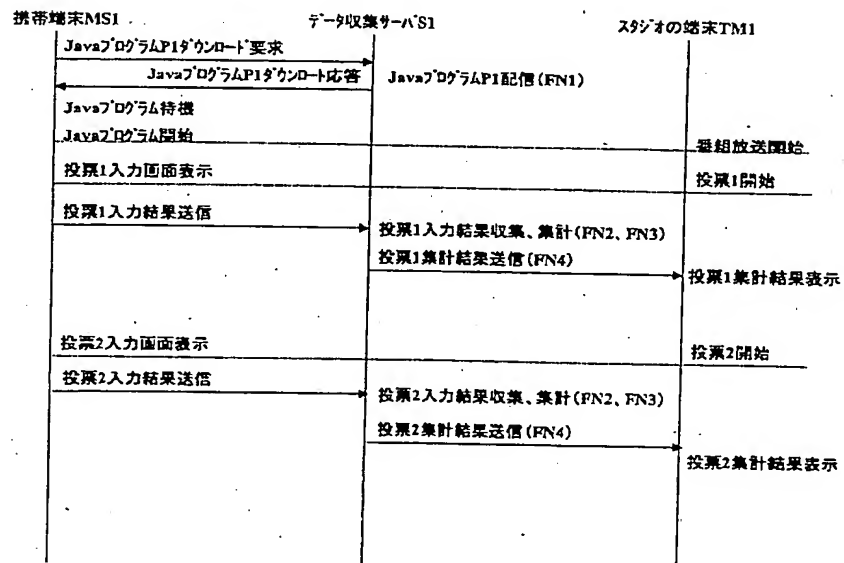 携帯端末MS1
データ収集サーバS1
スタジオの端末TM1
JavaプログラムP1ダウンロード要求
JavaプログラムP1ダウンロート応答
JavaプログラムP1配信(FN1)
Javaプログラム待機
Javaプログラム開始
番組放送開始
投票1入力画面表示
投票1開始
投票1入力結果送信
投票1入力結果収集、集計(FN2、FN3)
投票1集計結果送信(FN4)
投票1集計結果表示
投票2入力画面表示
投票2開始
投票2入力結果送信
投票2入力結果収集、集計(FN2、FN3)
投票2集計結果送信(FN4)
投票2集計結果表示